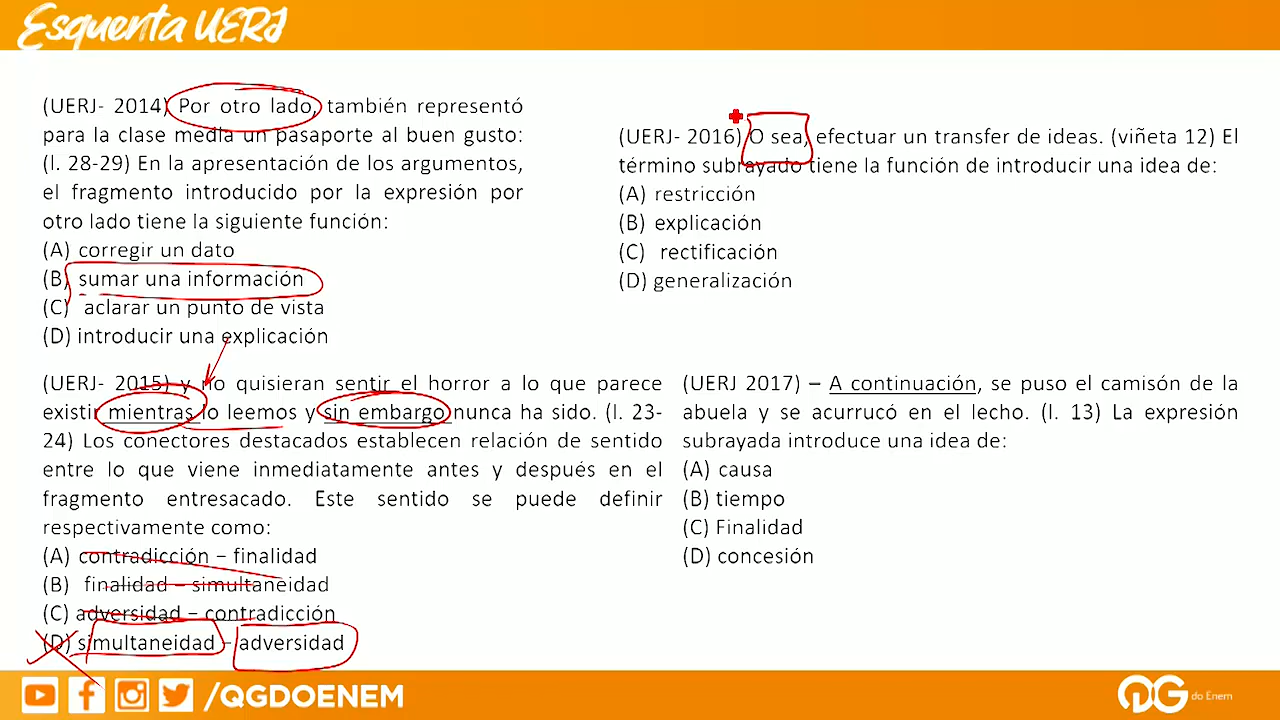 Esquenta UERJ
(UERJ- 2014) Por otro lado, también representó
para la clase media un pasaporte al buen gusto:
(l. 28-29) En la apresentación de los argumentos,
el fragmento introducido por la expresión por
otro lado tiene la siguiente función:
(A) corregir un dato
(B) sumar una información
(C) aclarar un punto de vista
(D) introducir una explicación
(UERJ- 2015) y no quisieran sentir el horror a lo que parece
existir mientras lo leemos y sin embargo nunca ha sido. (l. 23-
24) Los conectores destacados establecen relación de sentido
entre lo que viene inmediatamente antes y después en el
fragmento entresacado. Este sentido se puede definir
respectivamente como:
(A) contradicción – finalidad
(B) finalidad – simultaneidad
(C) adversidad – contradicción
(D) simultaneidad – adversidad
(UERJ- 2016) O sea, efectuar un transfer de ideas. (viñeta 12) El
término subrayado tiene la función de introducir una idea de:
(A) restricción
(B) explicación
(C) rectificación
(D) generalización
(UERJ 2017) – A continuación, se puso el camisón de la
abuela y se acurrucó en el lecho. (l. 13) La expresión
subrayada introduce una idea de:
(A) causa
(B) tiempo
(C) Finalidad
(D) concesión
/QGDOENEM
QG do Enem